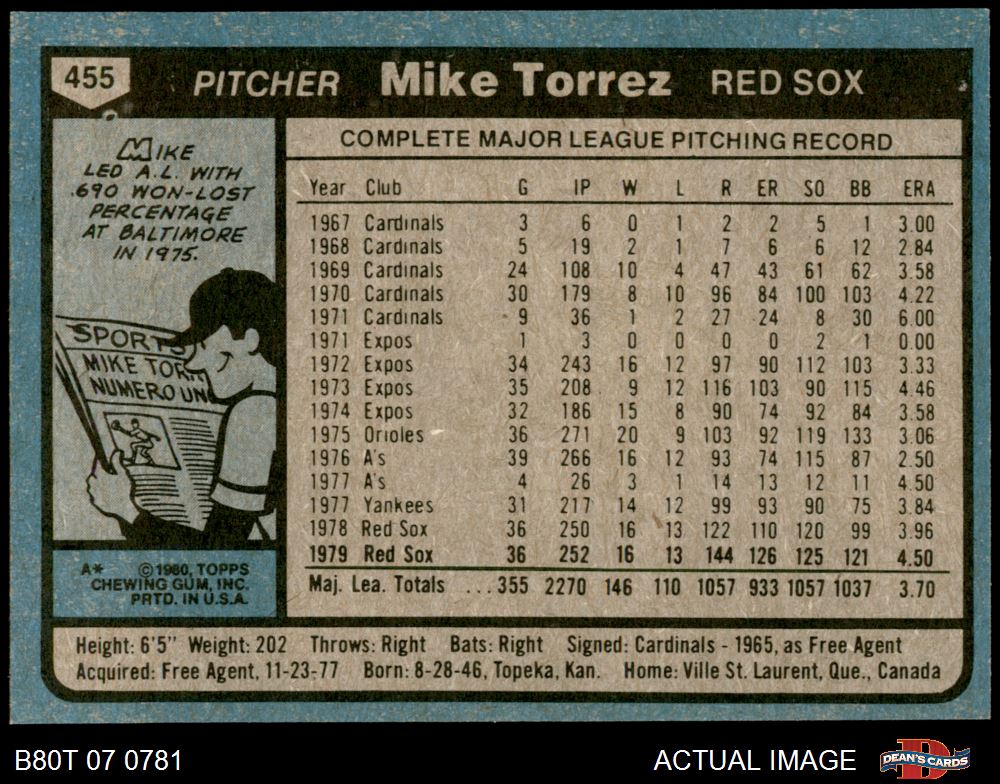 455 PITCHER Mike Torrez RED SOX
MIKE
LED A.L. WITH
.690 WON-LOST
PERCENTAGE
AT BALTIMORE
IN 1975.
SPORTS
MIKE TORR
NUMERO UNO
A* ©1980, TOPPS
CHEWING GUM, INC.
PRTD. IN U.S.A.
COMPLETE MAJOR LEAGUE PITCHING RECORD
Year Club G IP W L R ER SO BB ERA
1967 Cardinals 3 6 0 1 2 2 5 1 3.00
1968 Cardinals 5 19 2 1 7 6 6 12 2.84
1969 Cardinals 24 108 10 4 47 43 61 62 3.58
1970 Cardinals 30 179 8 10 96 84 100 103 4.22
1971 Cardinals 9 36 1 2 27 24 8 30 6.00
1971 Expos 1 3 0 0 0 0 2 1 0.00
1972 Expos 34 243 16 12 97 90 112 103 3.33
1973 Expos 35 208 9 12 116 103 90 115 4.46
1974 Expos 32 186 15 8 90 74 92 84 3.58
1975 Orioles 36 271 20 9 103 92 119 133 3.06
1976 A's 39 266 16 12 93 74 115 87 2.50
1977 A's 4 26 3 1 14 13 12 11 4.50
1977 Yankees 31 217 14 12 99 93 90 75 3.84
1978 Red Sox 36 250 16 13 122 110 120 99 3.96
1979 Red Sox 36 252 16 13 144 126 125 121 4.50
Maj. Lea. Totals ...355 2270 146 110 1057 933 1057 1037 3.70
Height: 6'5" Weight: 202 Throws: Right Bats: Right Signed: Cardinals - 1965, as Free Agent
Acquired: Free Agent, 11-23-77 Born: 8-28-46, Topeka, Kan. Home: Ville St. Laurent, Que., Canada
B80T 07 0781 ACTUAL IMAGE DEAN'S CARDS